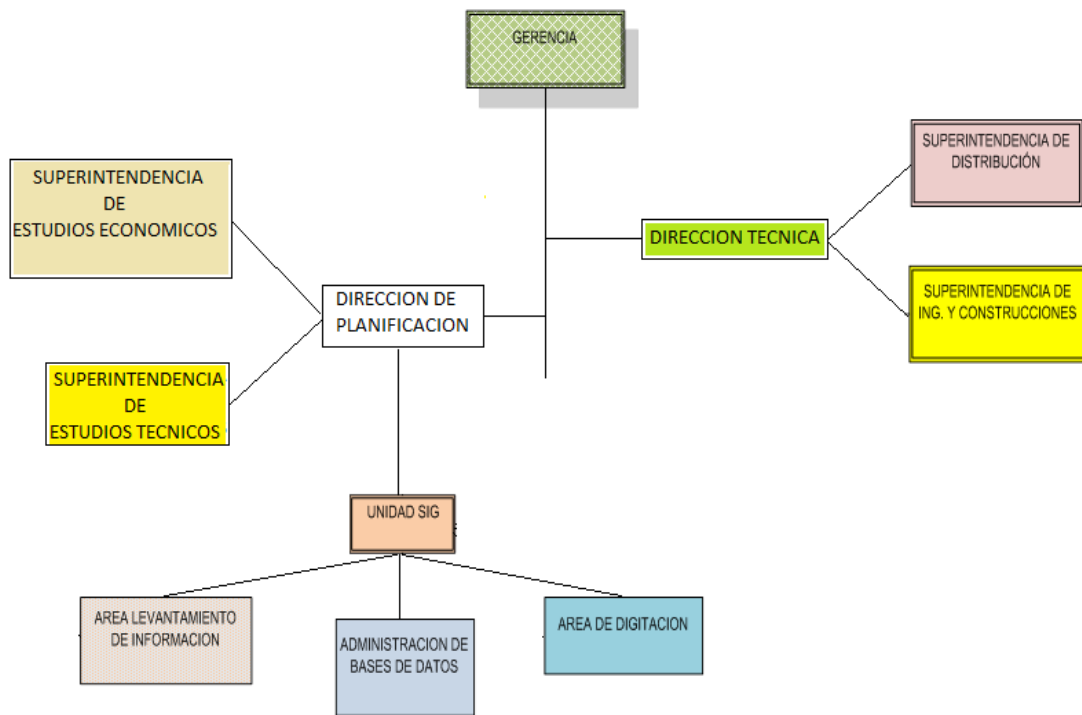 GERENCIA
SUPERINTENDENCIA DE
DISTRIBUCIÓN
SUPERINTENDENCIA
DE
ESTUDIOS ECONOMICOS
DIRECCION TECNICA
DIRECCION DE
PLANIFICACION
SUPERINTENDENCIA DE
ING. Y CONSTRUCCIONES
SUPERINTENDENCIA
DE
ESTUDIOS TECNICOS
UNIDAD SIG
AREA LEVANTAMIENTO
DE INFORMACION
ADMINISTRACION DE
BASES DE DATOS
AREA DE DIGITACION